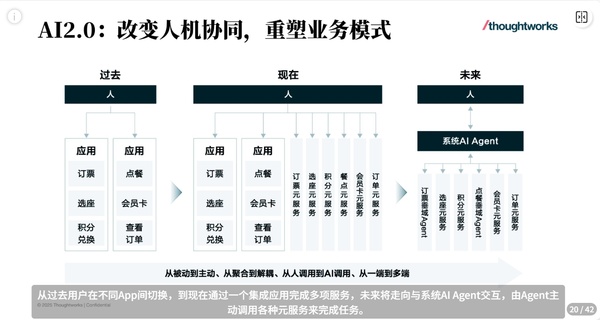 AI2.0：改变人机协同，重塑业务模式
/thoughtworks
过去
现在
未来
人
人
人
系统AI Agent
应用
订票
选座
积分
兑换
应用
点餐
会员卡
查看
订单
应用
订票
选座
积分
兑换
应用
点餐
会员卡
查看
订单
订票元服务
选座元服务
积分元服务
餐点元服务
会员卡元服务
订单元服务
订票垂域Agent
选座元服务
积分元服务
点餐垂域Agent
会员卡元服务
订单元服务
从被动到主动、从聚合到解耦、从人调用到AI调用、从一端到多端
从过去用户在不同App间切换，到现在通过一个集成应用完成多项服务，未来将走向与系统AI Agent交互，由Agent主
动调用各种元服务来完成任务。
Thoughtworks | Confidential
20 / 42